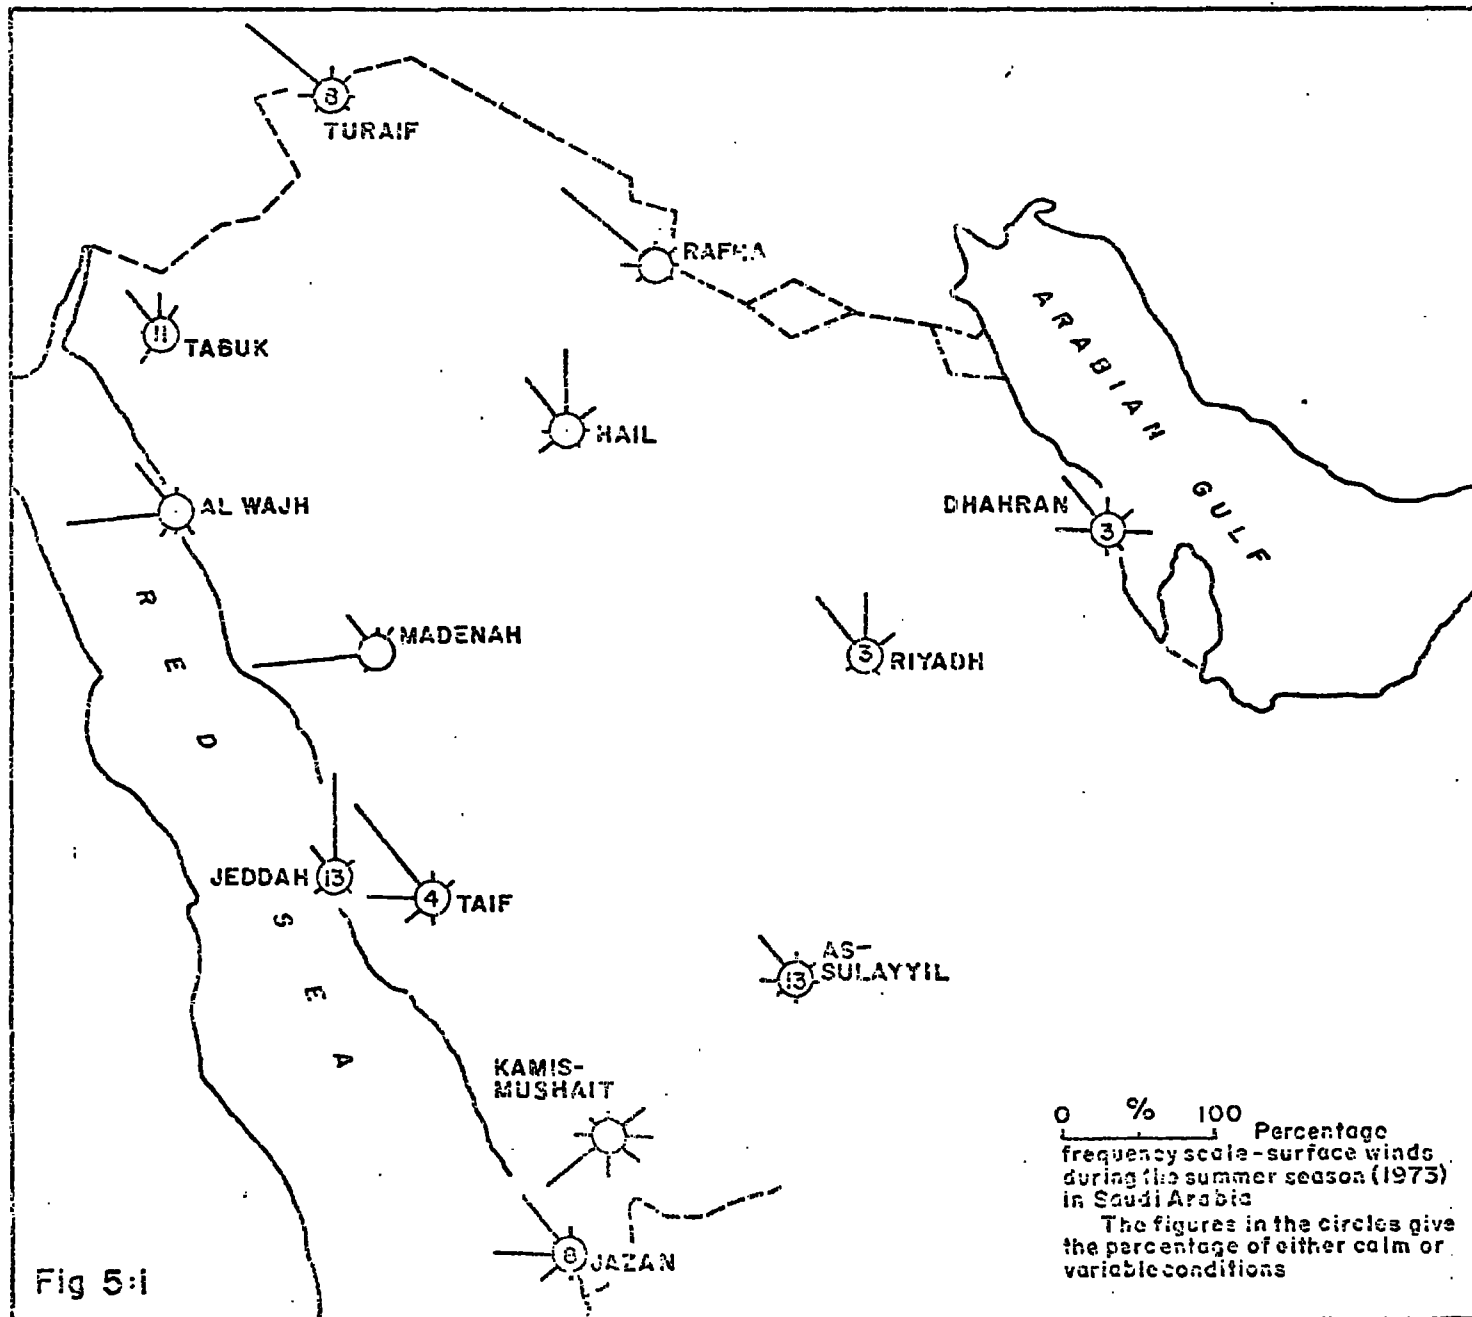 8
TURAIF
RAFHA
11
TABUK
HAIL
ARABIAN GULF
AL WAJH
DHAHRAN
3
RED SEA
MADENAH
3
RIYADH
JEDDAH
13
4
TAIF
AS-
SULAYYIL
13
KAMIS-
MUSHAIT
8
JAZAN
0 % 100 Percentage
frequency scale-surface winds
during the summer season (1973)
in Saudi Arabia
The figures in the circles give
the percentage of either calm or
variable conditions
Fig 5:1